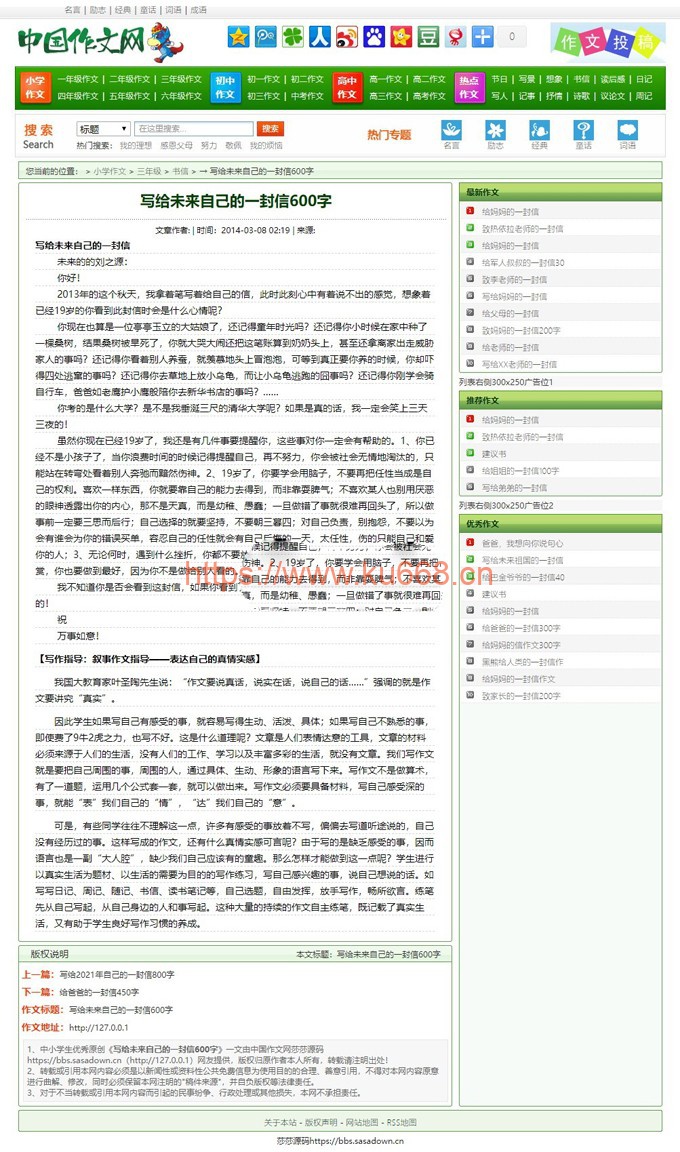 名言 | 励志 | 经典 | 童话 | 词语 | 成语
中国作文网
0
作文投稿
小学作文
一年级作文 | 二年级作文 | 三年级作文
四年级作文 | 五年级作文 | 六年级作文
初中作文
初一作文 | 初二作文
初三作文 | 中考作文
高中作文
高一作文 | 高二作文
高三作文 | 高考作文
热点作文
节日 | 写景 | 想象 | 书信 | 读后感 | 日记
写人 | 记事 | 抒情 | 诗歌 | 议论文 | 周记
搜 索
Search
标题
在这里搜索...
搜索
热门搜索: 我的理想 感恩父母 努力 敬佩 我的烦恼
热门专题
名言 励志 经典 童话 词语
您当前的位置: > 小学作文 > 三年级 > 书信 > → 写给未来自己的一封信600字
写给未来自己的一封信600字
文章作者: | 时间: 2014-03-08 02:19 | 来源:
写给未来自己的一封信
未来的的刘之源:
你好!
2013年的这个秋天，我拿着笔写着给自己的信，此时此刻心中有着说不出的感觉，想象着
已经19岁的你看到此封信时会是什么心情呢?
你现在也算是一位亭亭玉立的大姑娘了，还记得童年时光吗? 还记得你小时候在家中种了
一棵桑树，结果桑树被旱死了，你就大哭大闹还把这笔账算到奶奶头上，甚至还拿离家出走威胁
家人的事吗? 还记得你看着别人养蚕，就羡慕地头上冒泡泡，可等到真正要你养的时候，你却吓
得四处逃窜的事吗? 还记得你去草地上放小乌龟，而让小乌龟逃跑的囧事吗? 还记得你刚学会骑
自行车，爸爸如老鹰护小鹰般陪你去新华书店的事吗? ......
你考的是什么大学? 是不是我垂涎三尺的清华大学呢? 如果是真的话，我一定会笑上三天
三夜的!
虽然你现在已经19岁了，我还是有几件事要提醒你，这些事对你一定会有帮助的。1、你已
经不是小孩子了，当你浪费时间的时候记得提醒自己，再不努力，你会被社会无情地淘汰的，只
能站在转弯处看着别人奔驰而黯然伤神。2、19岁了，你要学会用脑子，不要再把任性当成是自
己的权利。喜欢一样东西，你就要靠自己的能力去得到，而非靠耍脾气；不喜欢某人也别用厌恶
的眼神透露出你的内心，那不是天真，而是幼稚、愚蠢；一旦做错了事就很难再回头了，所以做
事前一定要三思而后行；自己选择的就要坚持，不要朝三暮四；对自己负责，别抱怨，不要以为
会有谁会为你的错误买单，容忍自己的任性就会有自己后悔的一天，太任性，伤的只能自己和爱
你的人；3、无论何时，遇到什么挫折，你都不要
赏，你也要做到最好，因为你不是做给别人看的。
我不知道你是否会看到这封信，如果你看到
的!
伤神。2、19岁了，你要学会用脑子，不要再把
靠自己的能力去得到，而非靠耍脾气；不喜欢某
真，而是幼稚、愚蠢；一旦做错了事就很难再回
https://www.ku668.cn
祝
万事如意!
【写作指导：叙事作文指导——表达自己的真情实感】
我国大教育家叶圣陶先生说： “作文要说真话，说实在话，说自己的话......”强调的就是作
文要讲究“真实”。
因此学生如果写自己有感受的事，就容易写得生动、活泼、具体；如果写自己不熟悉的事，
即使费了9牛2虎之力，也写不好。这是什么道理呢? 文章是人们表情达意的工具，文章的材料
必须来源于人们的生活，没有人们的工作、学习以及丰富多彩的生活，就没有文章。我们写作文
就是要把自己周围的事，周围的人，通过具体、生动、形象的语言写下来。写作文不是做算术，
有了一道题，运用几个公式套一套，就可以做出来。写作文必须要具备材料，写自己感受深的
事，就能“表”我们自己的“情”，“达”我们自己的“意”。
可是，有些同学往往不理解这一点，许多有感受的事放着不写，偏偏去写道听途说的，自己
没有经历过的事。这样写成的作文，还有什么真情实感可言呢? 由于写的是缺乏感受的事，因而
语言也是一副“大人腔”，缺少我们自己应该有的童趣。那么怎样才能做到这一点呢? 学生进行
以真实生活为题材、以生活的需要为目的的写作练习，写自己感兴趣的事，说自己想说的话。如
写写日记、周记、随记、书信、读书笔记等，自己选题，自由发挥，放手写作，畅所欲言。练笔
先从自己写起，从自己身边的人和事写起。这种大量的持续的作文自主练笔，既记载了真实生
活，又有助于学生良好写作习惯的养成。
版权说明
本文标题: 写给未来自己的一封信600字
上一篇: 写给2021年自己的一封信800字
下一篇: 给爸爸的一封信450字
作文标题: 写给未来自己的一封信600字
作文地址: http://127.0.0.1
1、中小学生优秀原创《写给未来自己的一封信600字》一文由中国作文网莎莎源码
https://bbs.sasadown.cn（http://127.0.0.1）网友提供，版权归原作者本人所有，转载请注明出处!
2、转载或引用本网内容必须是以新闻性或资料性公共免费信息为使用目的的合理、善意引用，不得对本网内容原意
进行曲解、修改，同时必须保留本网注明的"稿件来源"，并自负版权等法律责任。
3、对于不当转载或引用本网内容而引起的民事纷争、行政处理或其他损失，本网不承担责任。
最新作文
1 给妈妈的一封信
2 致热依拉老师的一封信
3 给妈妈的一封信
4 给军人叔叔的一封信30
5 致李老师的一封信
6 写给妈妈的一封信
7 给父母的一封信
8 致妈妈的一封信200字
9 给老师的一封信
10 写给XX老师的一封信
列表右侧300x250广告位1
推荐作文
1 给妈妈的一封信
2 致热依拉老师的一封信
3 建议书
4 给姐姐的一封信100字
5 写给弟弟的一封信
列表右侧300x250广告位2
优秀作文
1 爸爸，我想向你说句心
2 写给未来祖国的一封信
3 给巴金爷爷的一封信40
4 建议书
5 给妈妈的一封信
6 给爸爸的一封信300字
7 给妈妈的信作文300字
8 黑熊给人类的一封信作
9 给妈妈的一封信作文
10 致家长的一封信200字
关于本站 - 版权声明 - 网站地图 - RSS地图
莎莎源码https://bbs.sasadown.cn